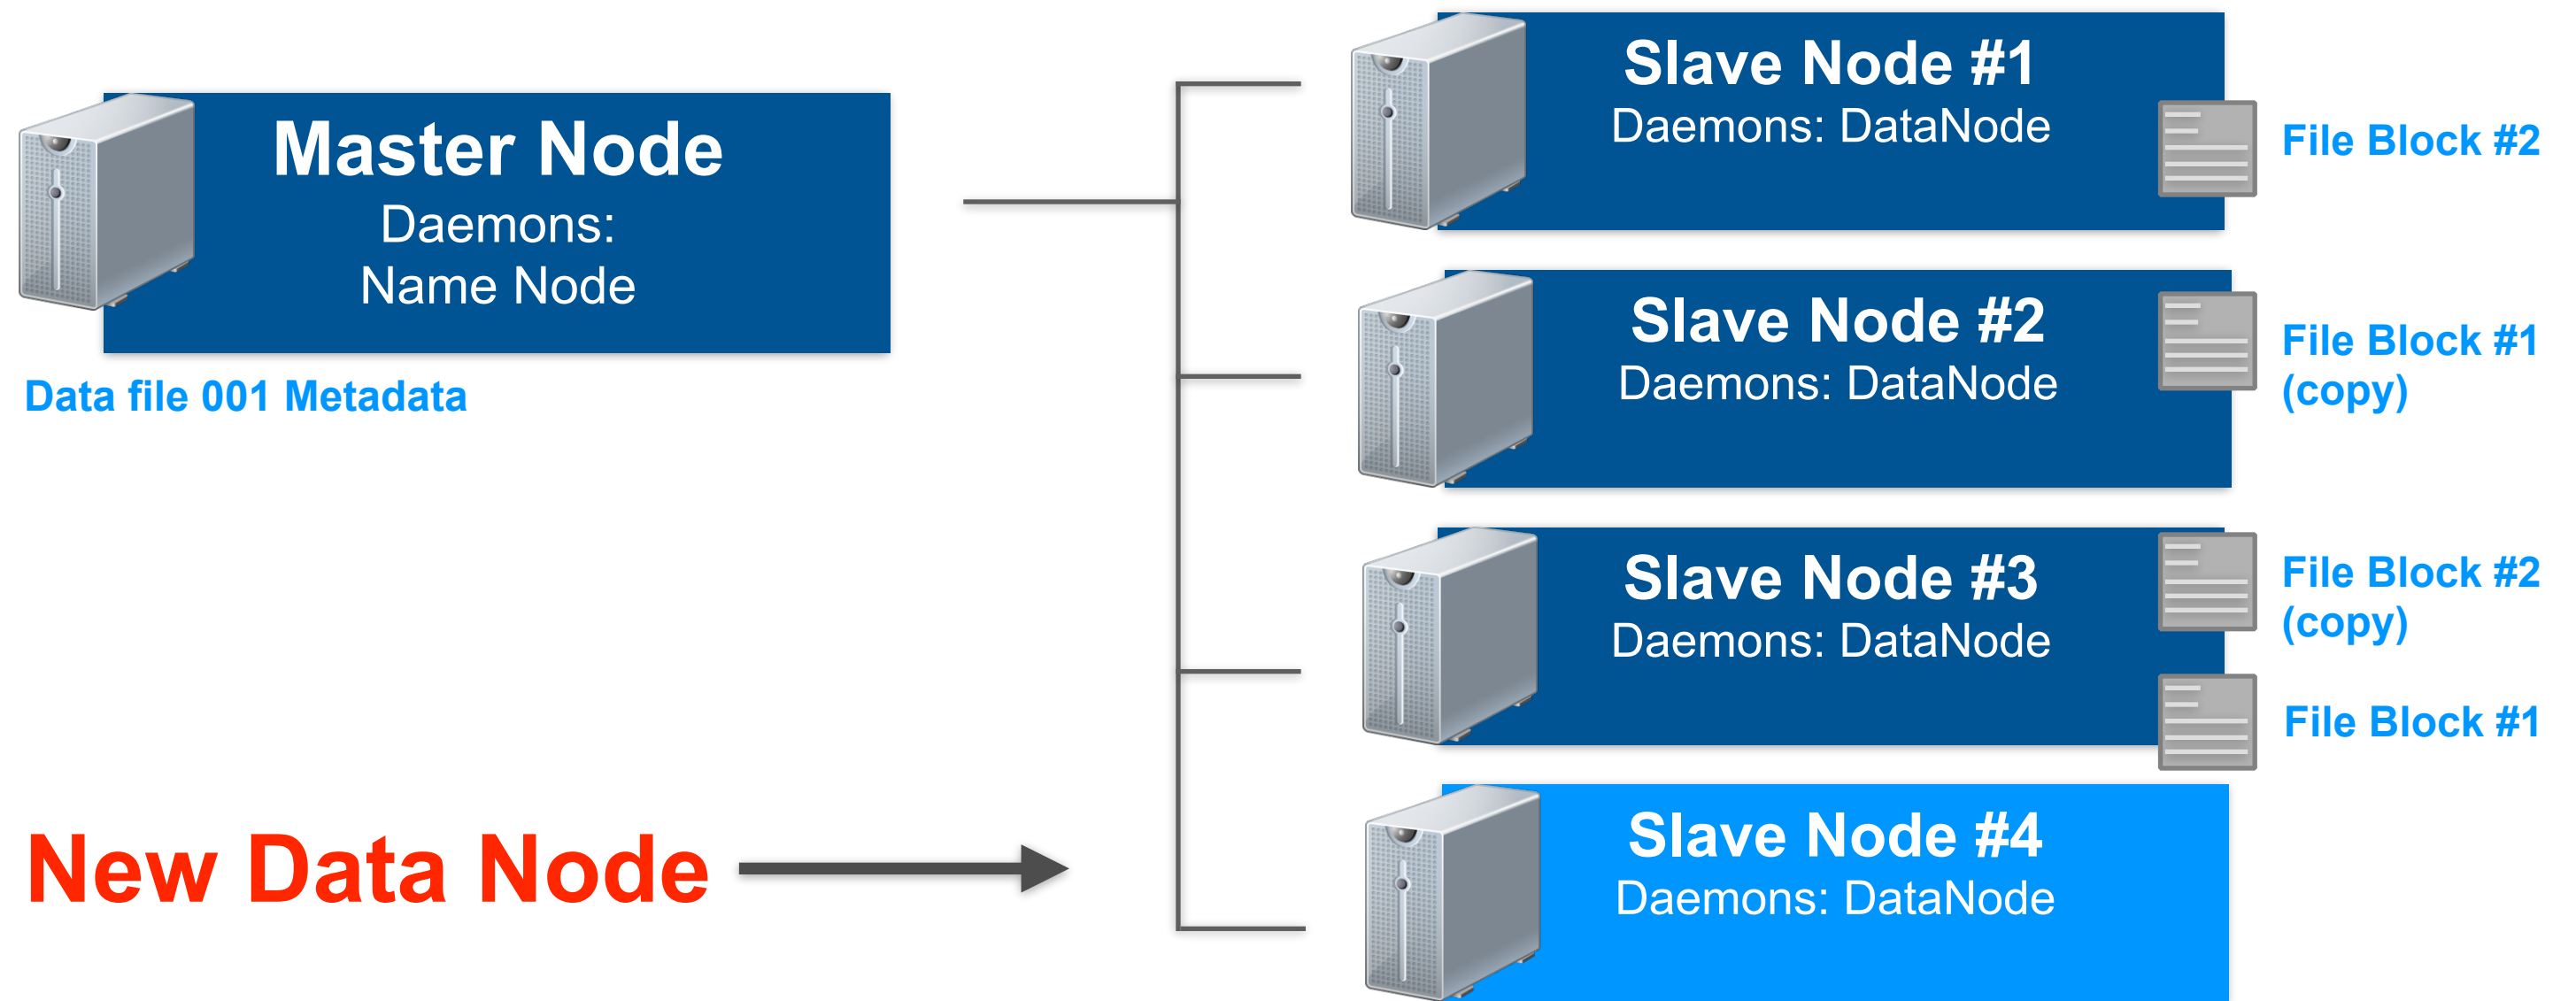 Master Node
Daemons:
Name Node
Data file 001 Metadata
Slave Node #1
Daemons: DataNode
File Block #2
Slave Node #2
Daemons: DataNode
File Block #1
(copy)
Slave Node #3
Daemons: DataNode
File Block #2
(copy)
File Block #1
New Data Node
Slave Node #4
Daemons: DataNode